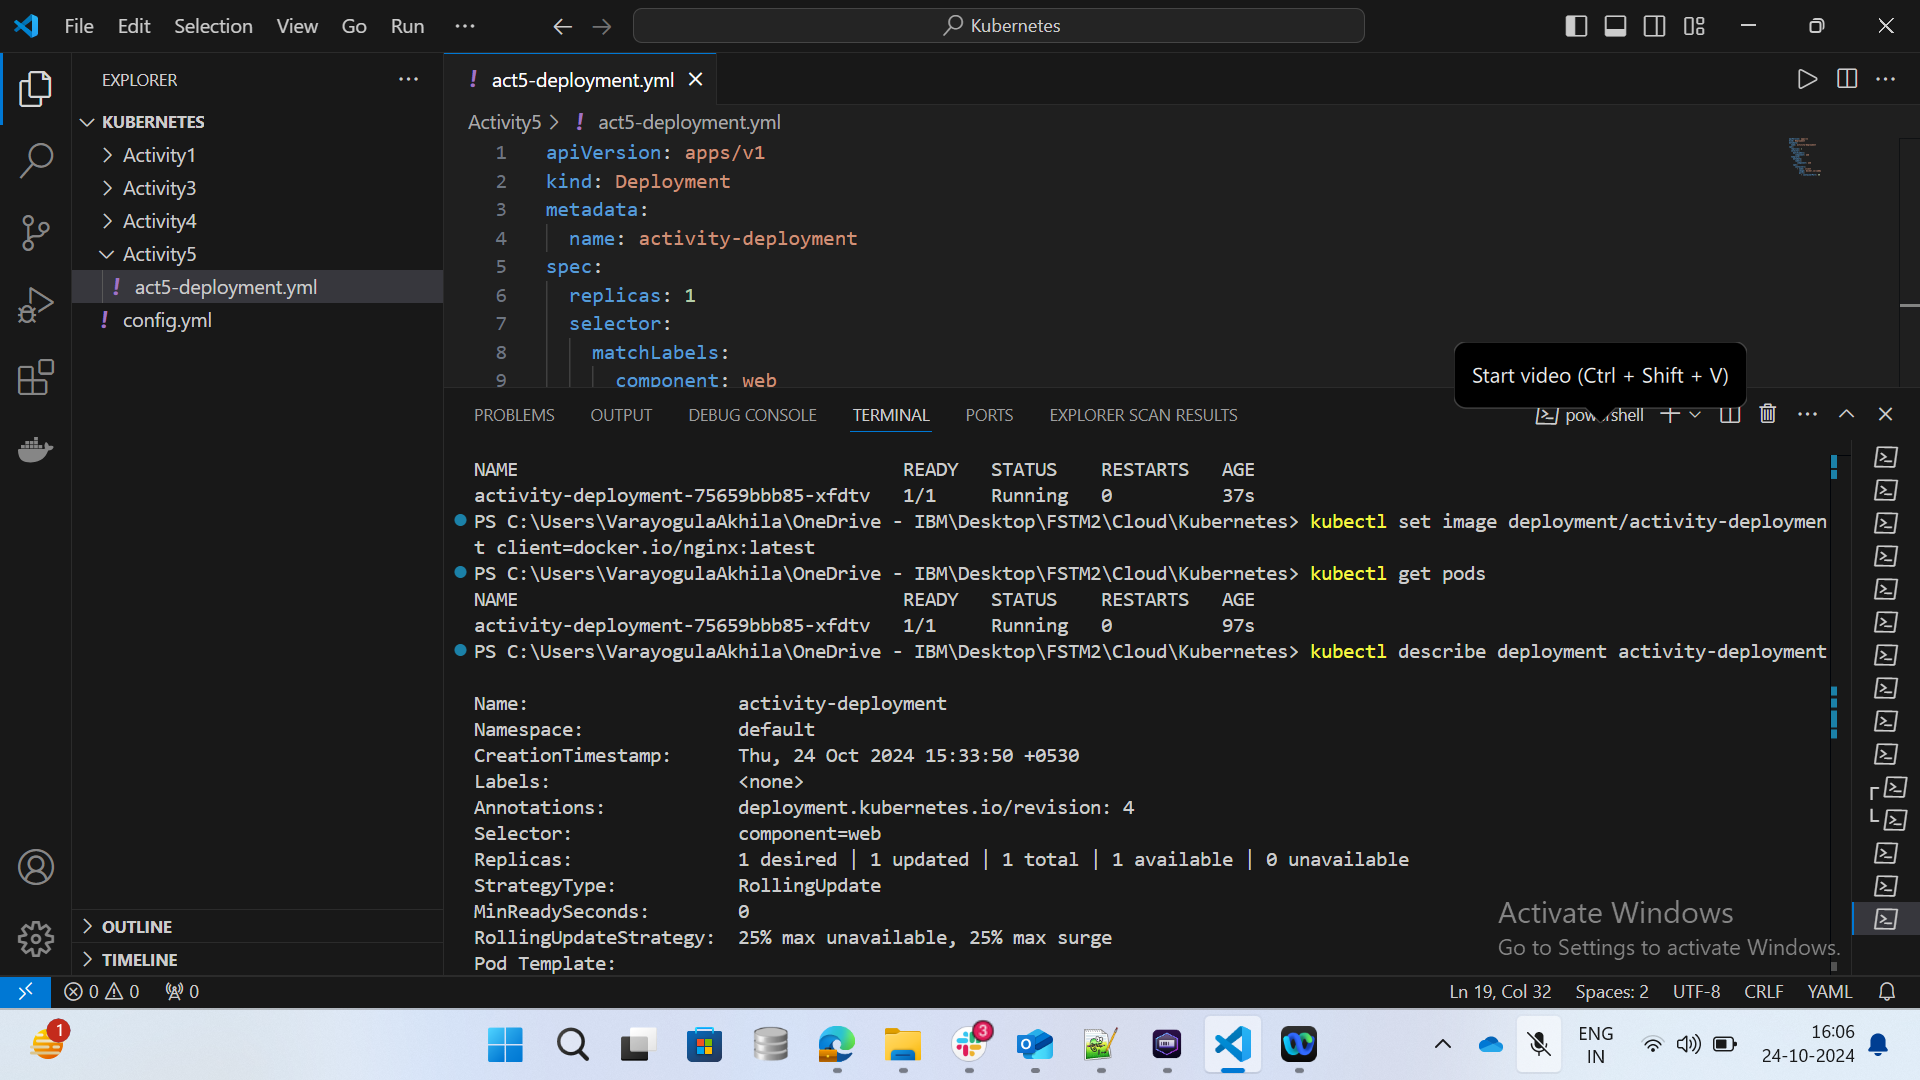 File Edit Selection View Go Run ···
Kubernetes
EXPLORER
KUBERNETES
Activity1
Activity3
Activity4
Activity5
! act5-deployment.yml
! config.yml
OUTLINE
TIMELINE
! act5-deployment.yml
Activity5 > ! act5-deployment.yml
1 apiVersion: apps/v1
2 kind: Deployment
3 metadata:
4 name: activity-deployment
5 spec:
6 replicas: 1
7 selector:
8 matchLabels:
9 component: web
Start video (Ctrl + Shift + V)
PROBLEMS OUTPUT DEBUG CONSOLE TERMINAL PORTS EXPLORER SCAN RESULTS
powershell
NAME READY STATUS RESTARTS AGE
activity-deployment-75659bbb85-xfdtv 1/1 Running 0 37s
PS C:\Users\VarayogulaAkhila\OneDrive - IBM\Desktop\FSTM2\Cloud\Kubernetes> kubectl set image deployment/activity-deploymen
t client=docker.io/nginx:latest
PS C:\Users\VarayogulaAkhila\OneDrive - IBM\Desktop\FSTM2\Cloud\Kubernetes> kubectl get pods
NAME READY STATUS RESTARTS AGE
activity-deployment-75659bbb85-xfdtv 1/1 Running 0 97s
PS C:\Users\VarayogulaAkhila\OneDrive - IBM\Desktop\FSTM2\Cloud\Kubernetes> kubectl describe deployment activity-deployment
Name: activity-deployment
Namespace: default
CreationTimestamp: Thu, 24 Oct 2024 15:33:50 +0530
Labels: <none>
Annotations: deployment.kubernetes.io/revision: 4
Selector: component=web
Replicas: 1 desired | 1 updated | 1 total | 1 available | 0 unavailable
StrategyType: RollingUpdate
MinReadySeconds: 0
RollingUpdateStrategy: 25% max unavailable, 25% max surge
Pod Template:
Activate Windows
Go to Settings to activate Windows.
0 0 0
Ln 19, Col 32 Spaces: 2 UTF-8 CRLF YAML
1
3
ENG
IN
16:06
24-10-2024